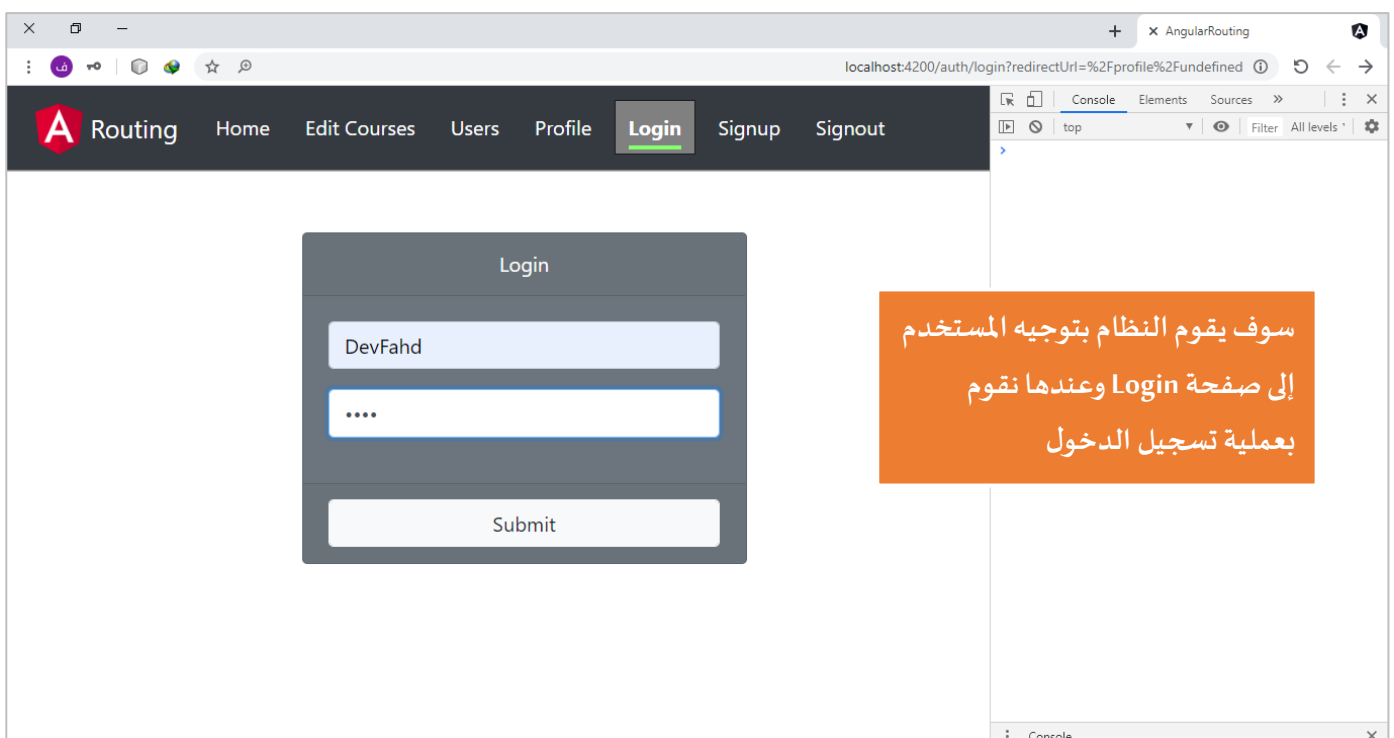 AngularRouting
ف
localhost:4200/auth/login?redirectUrl=%2Fprofile%2Fundefined
Routing Home Edit Courses Users Profile Login Signup Signout
Console Elements Sources
top Filter All levels
Login
DevFahd
••••
Submit
سوف يقوم النظام بتوجيه المستخدم
إلى صفحة Login وعندها نقوم
بعملية تسجيل الدخول
Console